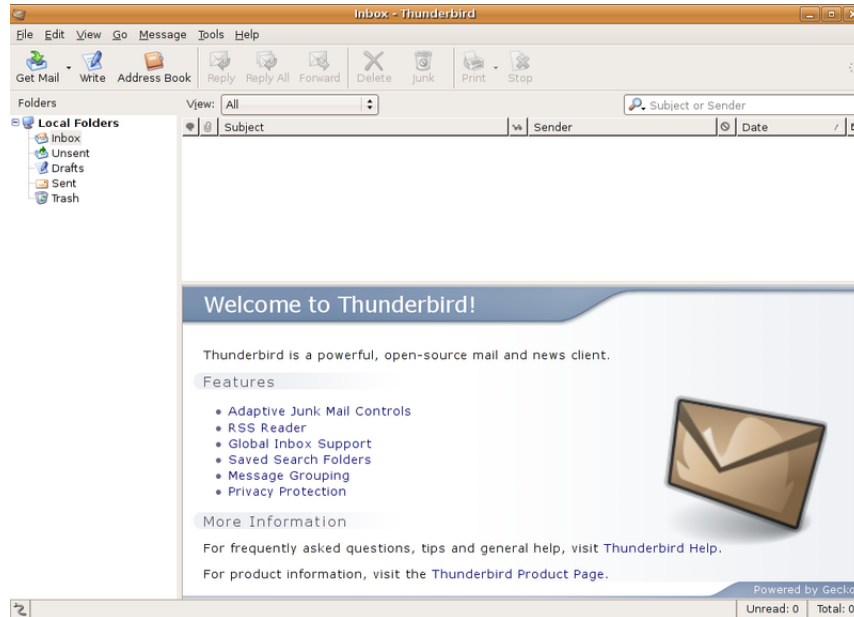 Inbox - Thunderbird
File Edit View Go Message Tools Help
Get Mail Write Address Book Reply Reply All Forward Delete Junk Print Stop
Folders View: All Subject or Sender
Local Folders
Subject Sender Date
Inbox
Unsent
Drafts
Sent
Trash
Welcome to Thunderbird!
Thunderbird is a powerful, open-source mail and news client.
Features
Adaptive Junk Mail Controls
RSS Reader
Global Inbox Support
Saved Search Folders
Message Grouping
Privacy Protection
More Information
For frequently asked questions, tips and general help, visit Thunderbird Help.
For product information, visit the Thunderbird Product Page.
Powered by Gecko
Unread: 0 Total: 0